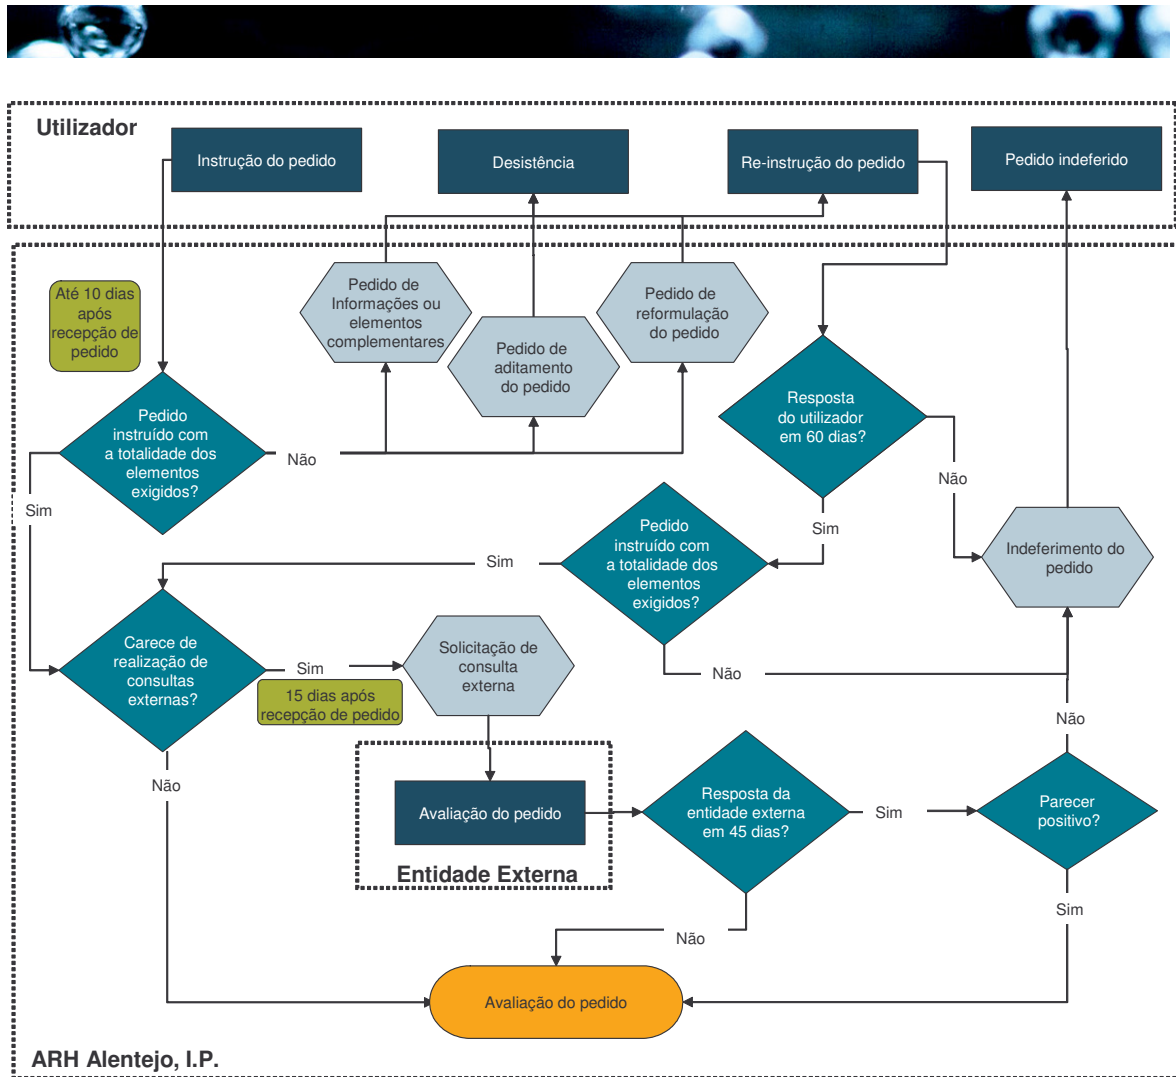 Utilizador
Instrução do pedido
Desistência
Re-instrução do pedido
Pedido indeferido
Até 10 dias
após
recepção de
pedido
Pedido de
Informações ou
elementos
complementares
Pedido de
aditamento
do pedido
Pedido de
reformulação
do pedido
Pedido
instruído com
a totalidade dos
elementos
exigidos?
Não
Sim
Resposta
do utilizador
em 60 dias?
Não
Sim
Pedido
instruído com
a totalidade dos
elementos
exigidos?
Sim
Não
Indeferimento do
pedido
Carece de
realização de
consultas
externas?
Sim
15 dias após
recepção de pedido
Não
Solicitação de
consulta
externa
Avaliação do pedido
Entidade Externa
Resposta da
entidade externa
em 45 dias?
Sim
Não
Parecer
positivo?
Não
Sim
Avaliação do pedido
ARH Alentejo, I.P.